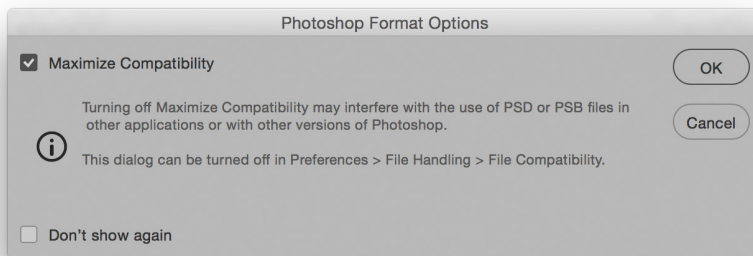 Photoshop Format Options
Maximize Compatibility
OK
Turning off Maximize Compatibility may interfere with the use of PSD or PSB files in
other applications or with other versions of Photoshop.
Cancel
This dialog can be turned off in Preferences > File Handling > File Compatibility.
Don't show again